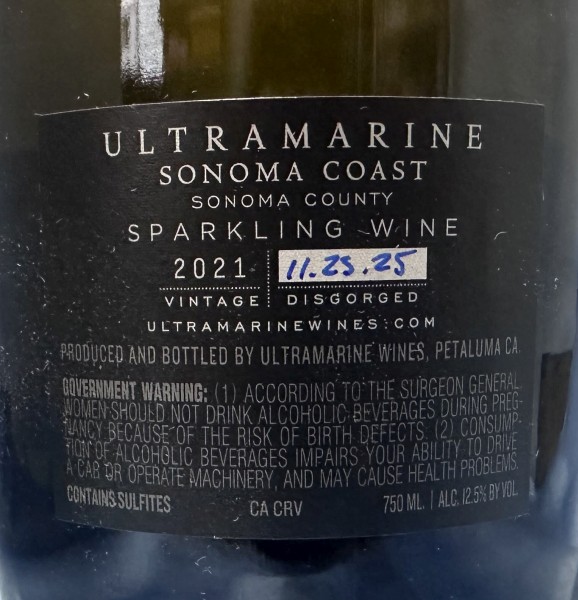 ULTRAMARINE
SONOMA COAST
SONOMA COUNTY
SPARKLING WINE
2021 11.25.25
VINTAGE DISGORGED
ULTRAMARINEWINES.COM
PRODUCED AND BOTTLED BY ULTRAMARINE WINES, PETALUMA CA.
GOVERNMENT WARNING: (1) ACCORDING TO THE SURGEON GENERAL,
WOMEN SHOULD NOT DRINK ALCOHOLIC BEVERAGES DURING PREG-
NANCY BECAUSE OF THE RISK OF BIRTH DEFECTS. (2) CONSUMP-
TION OF ALCOHOLIC BEVERAGES IMPAIRS YOUR ABILITY TO DRIVE
A CAR OR OPERATE MACHINERY, AND MAY CAUSE HEALTH PROBLEMS.
CONTAINS SULFITES CA CRV 750 ML. | ALC. 12.5% BY VOL.